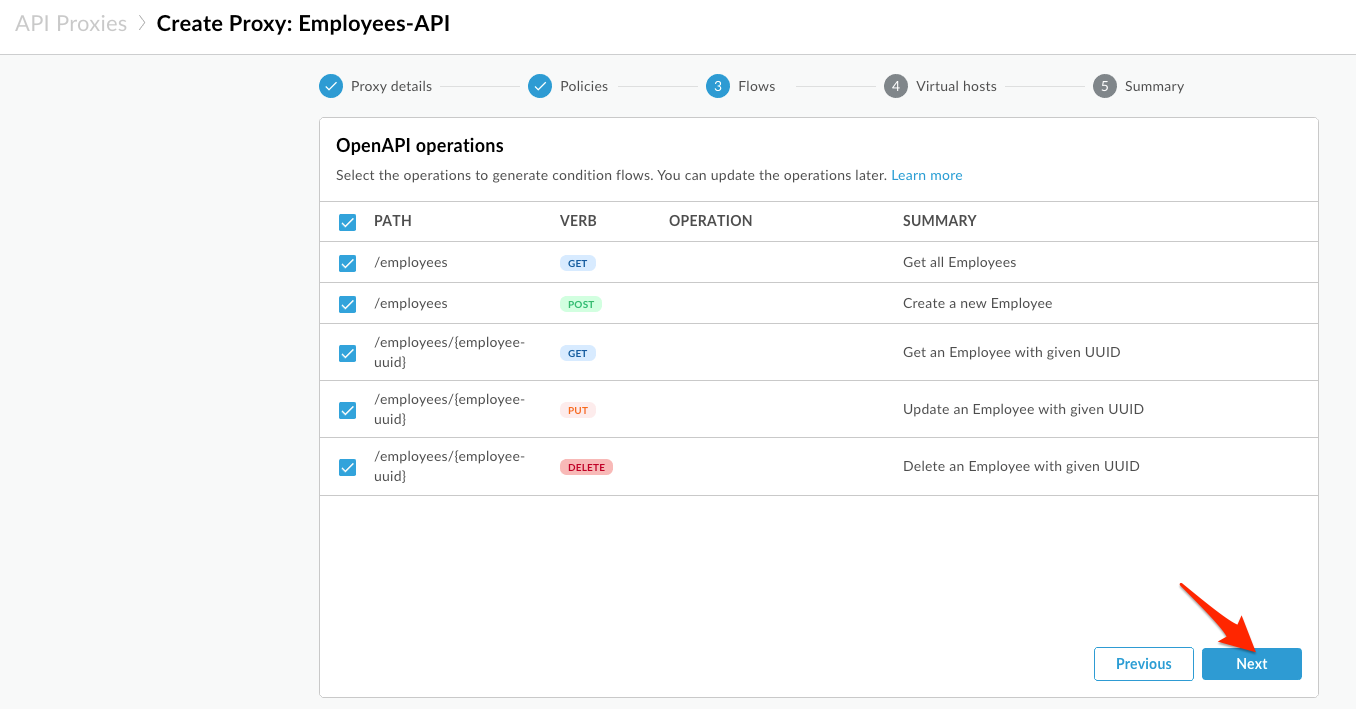 API Proxies > Create Proxy: Employees-API
Proxy details Policies 3 Flows 4 Virtual hosts 5 Summary
OpenAPI operations
Select the operations to generate condition flows. You can update the operations later. Learn more
PATH VERB OPERATION SUMMARY
/employees GET Get all Employees
/employees POST Create a new Employee
/employees/{employee-
uuid} GET Get an Employee with given UUID
/employees/{employee-
uuid} PUT Update an Employee with given UUID
/employees/{employee-
uuid} DELETE Delete an Employee with given UUID
Previous Next